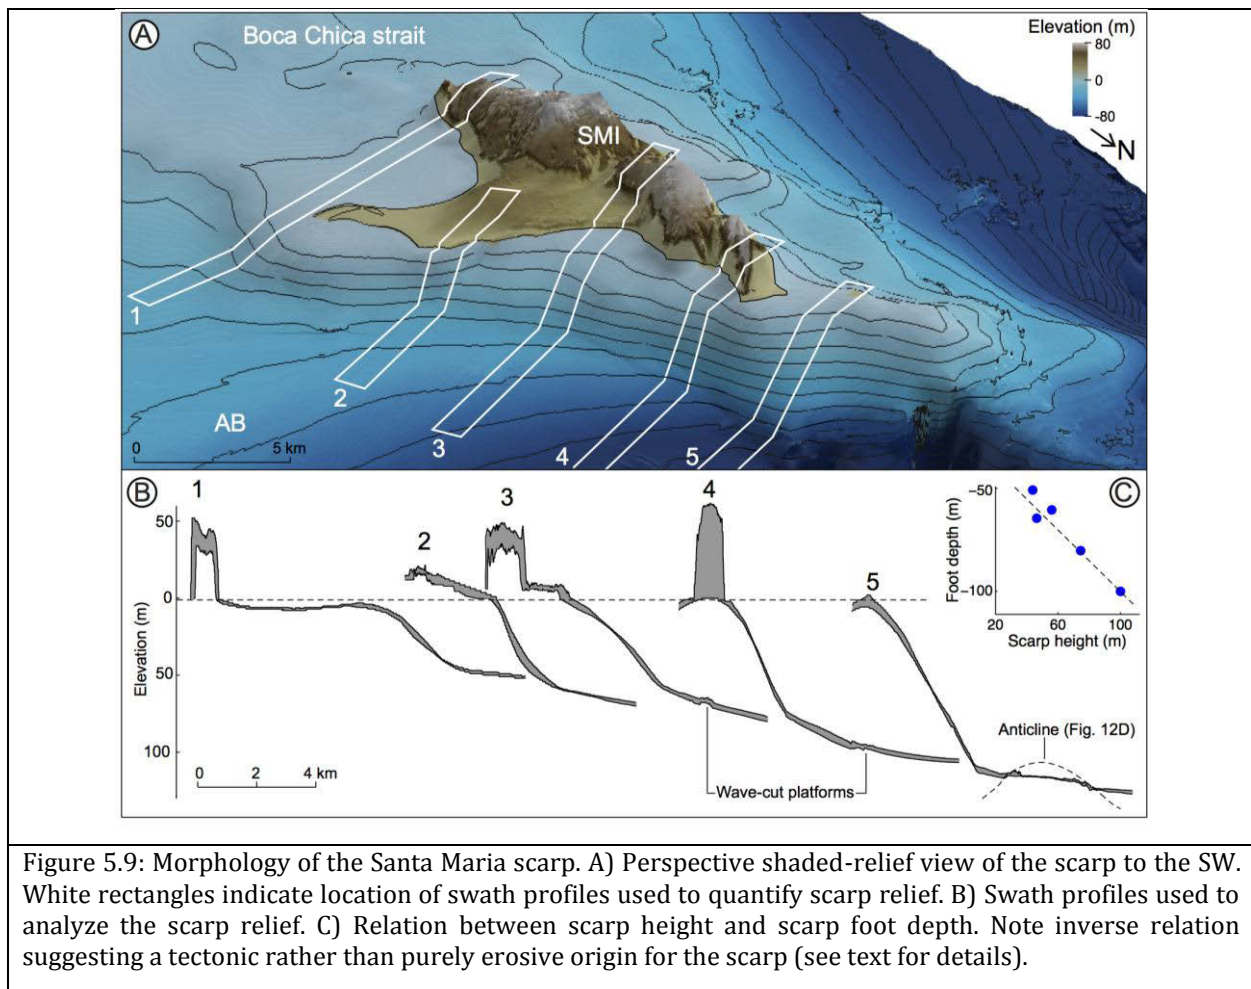 A
Boca Chica strait
Elevation (m)
80
0
-80
N
SMI
1
2
3
4
5
AB
0 5 km
B
1
2
3
4
5
50
0
50
100
Elevation (m)
0 2 4 km
Wave-cut platforms
Anticline (Fig. 12D)
C
−50
−100
Foot depth (m)
20 60 100
Scarp height (m)
Figure 5.9: Morphology of the Santa Maria scarp. A) Perspective shaded-relief view of the scarp to the SW.
White rectangles indicate location of swath profiles used to quantify scarp relief. B) Swath profiles used to
analyze the scarp relief. C) Relation between scarp height and scarp foot depth. Note inverse relation
suggesting a tectonic rather than purely erosive origin for the scarp (see text for details).